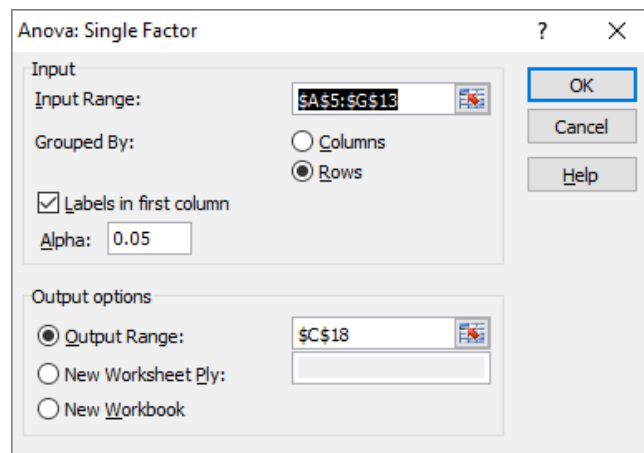 Anova: Single Factor ? ×
Input
Input Range: $A$5:$G$13
Grouped By: Columns
Rows
Labels in first column
Alpha: 0.05
Output options
Output Range: $C$18
New Worksheet Ply:
New Workbook
OK
Cancel
Help